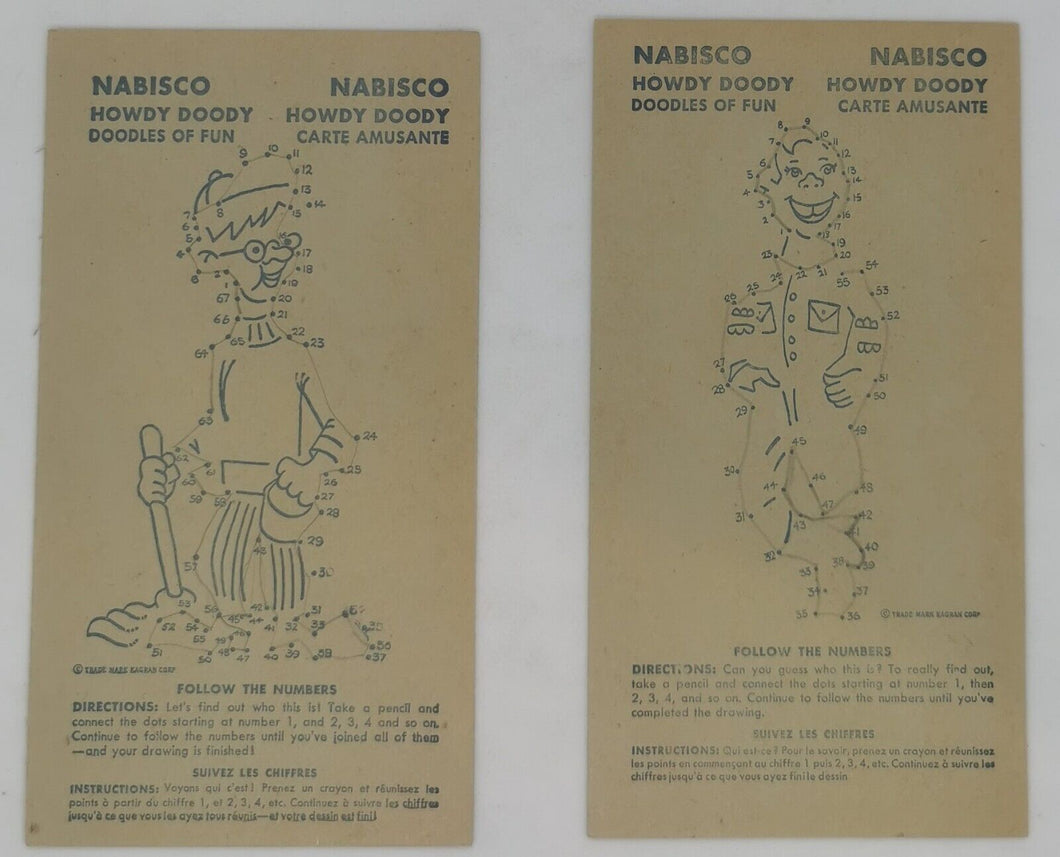 NABISCO NABISCO
HOWDY DOODY HOWDY DOODY
DOODLES OF FUN CARTE AMUSANTE
© TRADE MARK KAGRAN CORP
FOLLOW THE NUMBERS
DIRECTIONS: Let's find out who this is! Take a pencil and
connect the dots starting at number 1, and 2, 3, 4 and so on.
Continue to follow the numbers until you've joined all of them
—and your drawing is finished!
SUIVEZ LES CHIFFRES
INSTRUCTIONS: Voyons qui c'est! Prenez un crayon et réunissez les
points à partir du chiffre 1, et 2, 3, 4, etc. Continuez à suivre les chiffres
jusqu'à ce que vous les ayez tous réunis—et votre dessin est fini!
NABISCO NABISCO
HOWDY DOODY HOWDY DOODY
DOODLES OF FUN CARTE AMUSANTE
© TRADE MARK KAGRAN CORP
FOLLOW THE NUMBERS
DIRECTIONS: Can you guess who this is? To really find out,
take a pencil and connect the dots starting at number 1, then
2, 3, 4, and so on. Continue to follow the numbers until you've
completed the drawing.
SUIVEZ LES CHIFFRES
INSTRUCTIONS: Qui est-ce? Pour le savoir, prenez un crayon et réunissez
les points en commençant au chiffre 1 puis 2, 3, 4, etc. Continuez à suivre les
chiffres jusqu'à ce que vous ayez fini le dessin